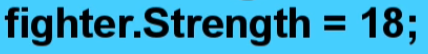 fighter.Strength = 18;